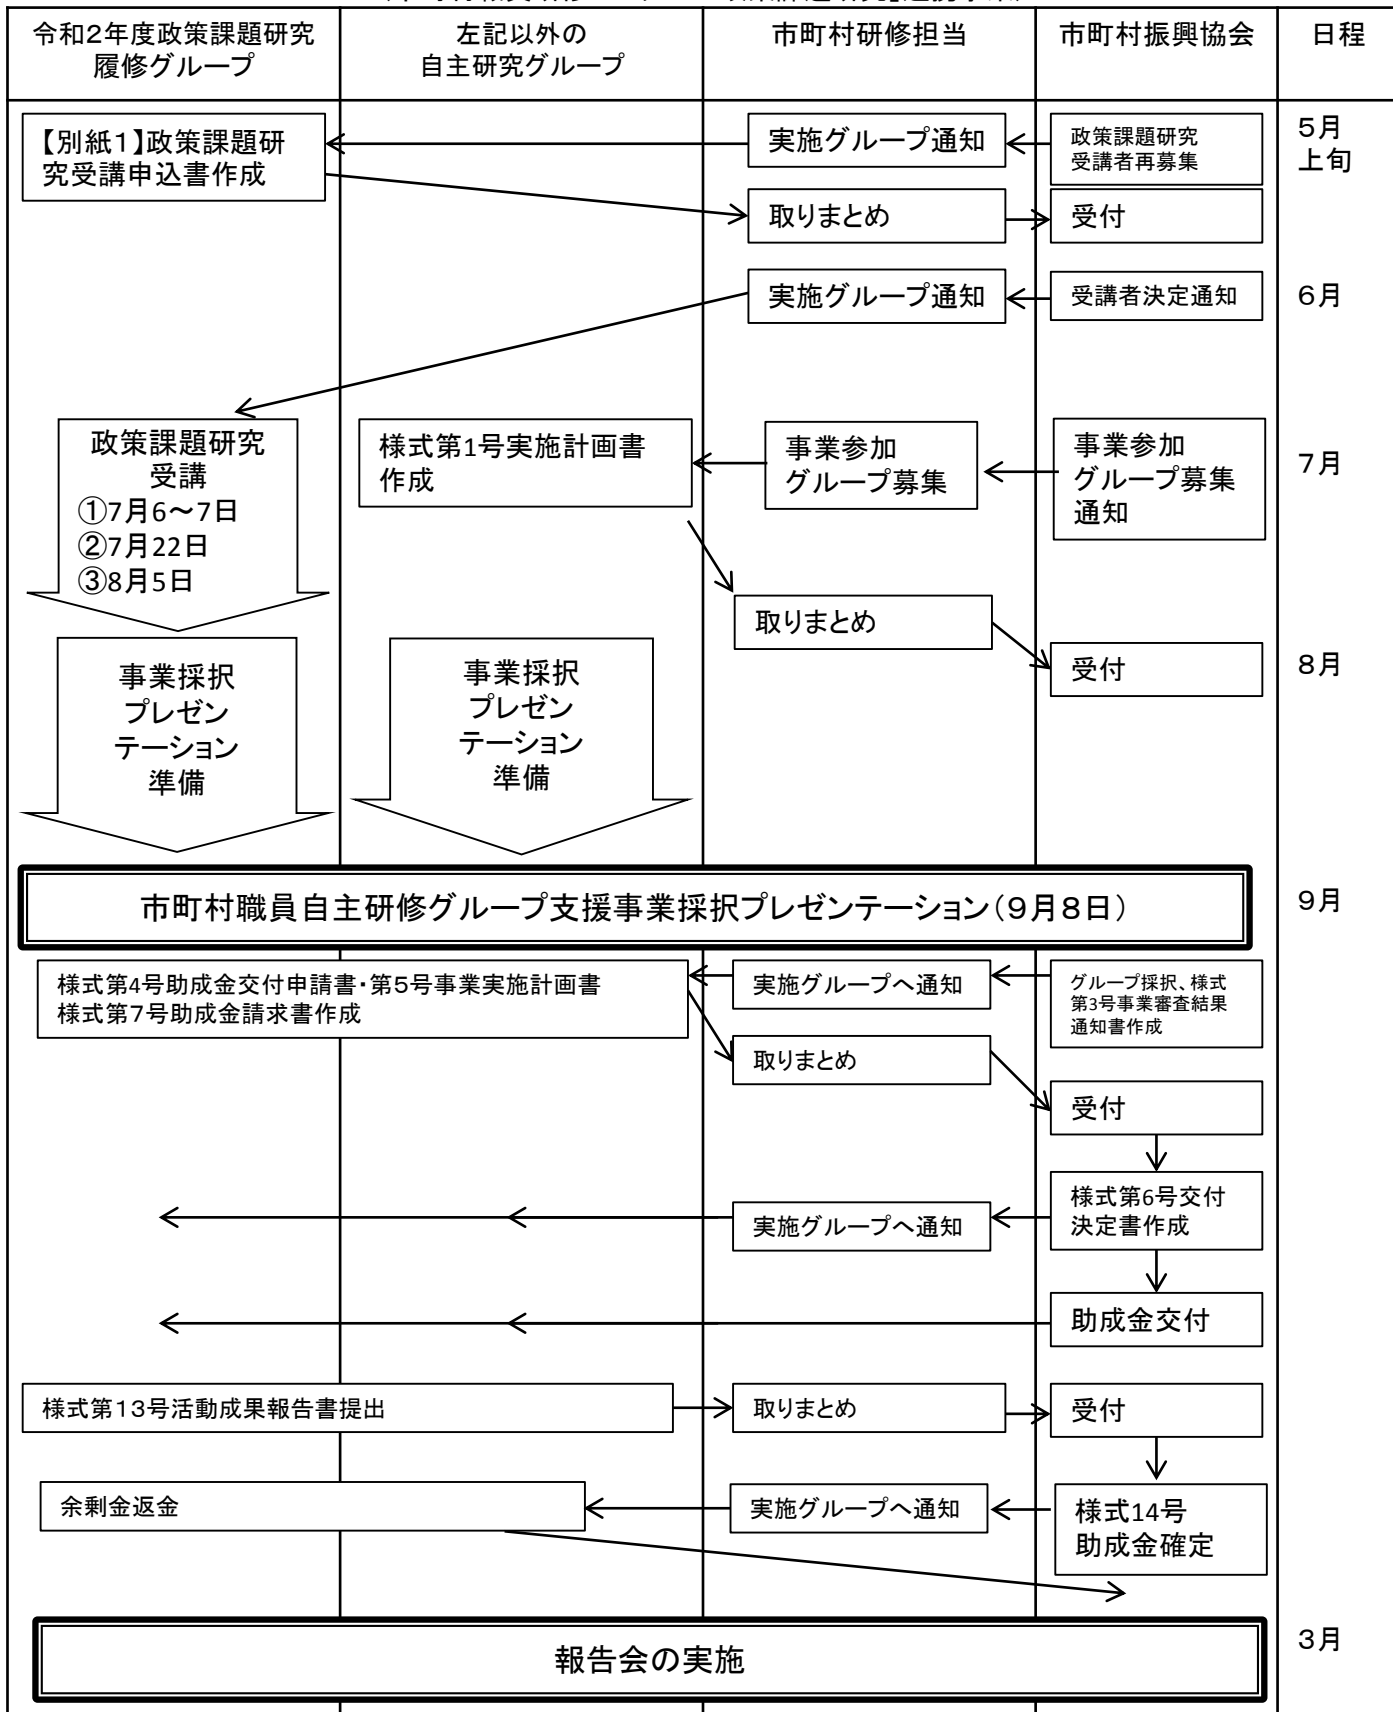 令和2年度政策課題研究
履修グループ
左記以外の
自主研究グループ
市町村研修担当
市町村振興協会
日程
【別紙1】政策課題研
究受講申込書作成
実施グループ通知
政策課題研究
受講者再募集
5月
上旬
取りまとめ
受付
実施グループ通知
受講者決定通知
6月
政策課題研究
受講
①7月6～7日
②7月22日
③8月5日
様式第1号実施計画書
作成
事業参加
グループ募集
事業参加
グループ募集
通知
7月
取りまとめ
受付
8月
事業採択
プレゼン
テーション
準備
事業採択
プレゼン
テーション
準備
市町村職員自主研修グループ支援事業採択プレゼンテーション（9月8日）
9月
様式第4号助成金交付申請書・第5号事業実施計画書
様式第7号助成金請求書作成
実施グループへ通知
グループ採択、様式
第3号事業審査結果
通知書作成
取りまとめ
受付
実施グループへ通知
様式第6号交付
決定書作成
助成金交付
様式第13号活動成果報告書提出
取りまとめ
受付
余剰金返金
実施グループへ通知
様式14号
助成金確定
報告会の実施
3月